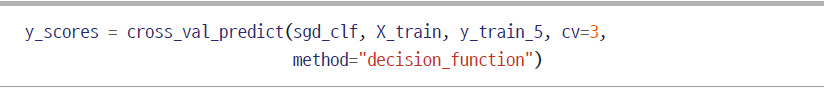 y_scores = cross_val_predict(sgd_clf, X_train, y_train_5, cv=3,
method="decision_function")